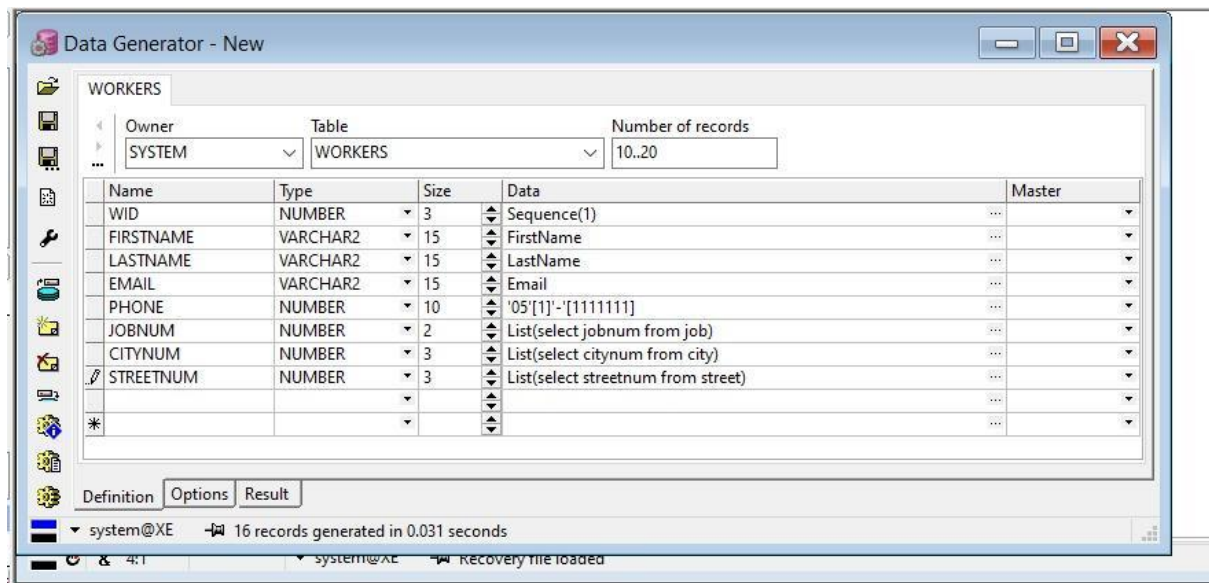 Data Generator - New
WORKERS
Owner Table Number of records
SYSTEM WORKERS 10..20
Name Type Size Data Master
WID NUMBER 3 Sequence(1)
FIRSTNAME VARCHAR2 15 FirstName
LASTNAME VARCHAR2 15 LastName
EMAIL VARCHAR2 15 Email
PHONE NUMBER 10 '05'[1]'-'[1111111]
JOBNUM NUMBER 2 List(select jobnum from job)
CITYNUM NUMBER 3 List(select citynum from city)
STREETNUM NUMBER 3 List(select streetnum from street)
Definition Options Result
system@XE 16 records generated in 0.031 seconds
& 4:1 system@XE Recovery file loaded